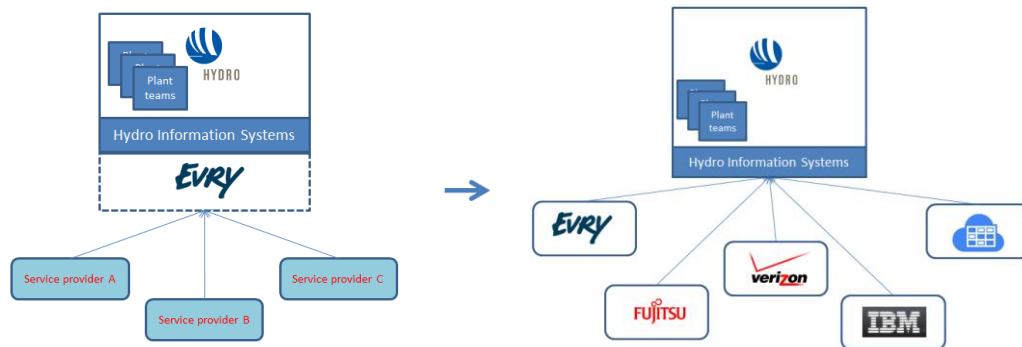 HYDRO
Plant
teams
Hydro Information Systems
EVRY
Service provider A
Service provider B
Service provider C
HYDRO
Plant
teams
Hydro Information Systems
EVRY
FUJITSU
verizon
IBM